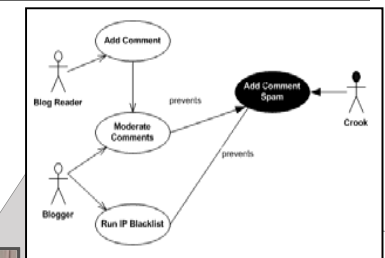 Add Comment
Blog Reader
prevents
Add Comment
Spam
Crook
Moderate
Comments
prevents
Blogger
Run IP Blacklist